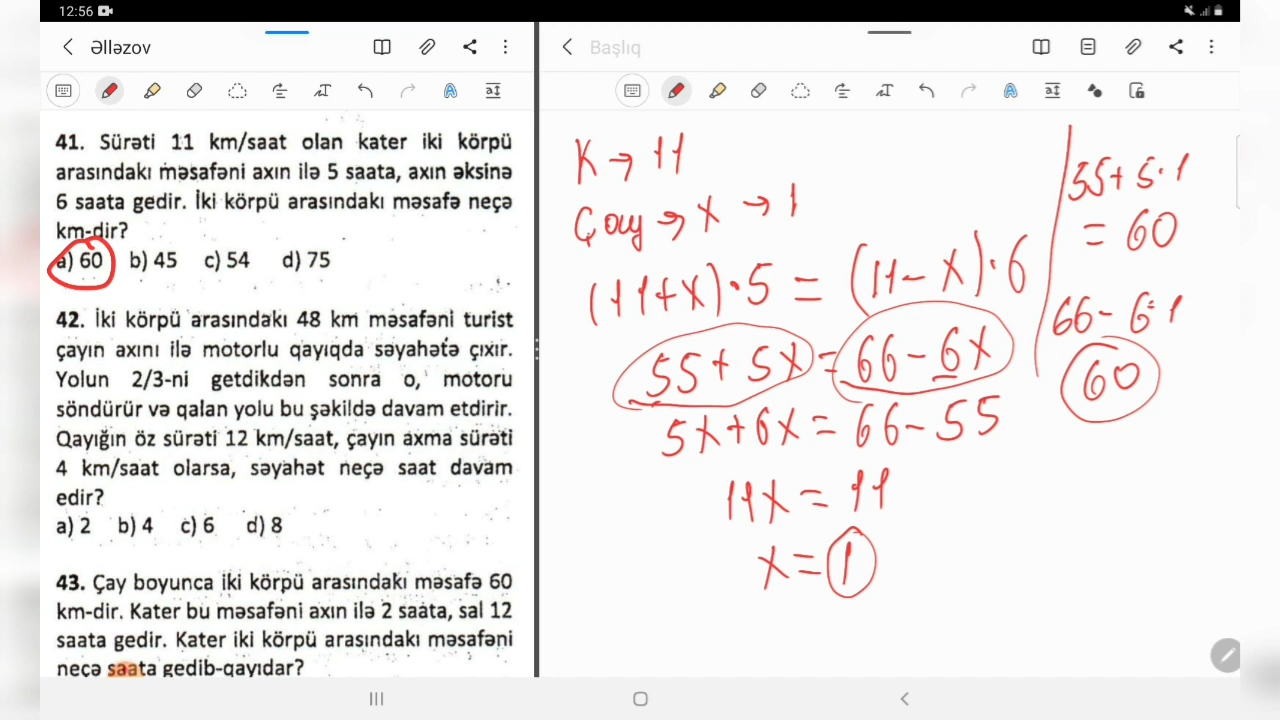 12:56
Əlləzov
Başlıq
41. Sürəti 11 km/saat olan kater iki körpü
arasındakı məsafəni axın ilə 5 saata, axın əksinə
6 saata gedir. İki körpü arasındakı məsafə neçə
km-dir?
a) 60 b) 45 c) 54 d) 75
42. İki körpü arasındakı 48 km məsafəni turist
çayın axını ilə motorlu qayıqda səyahətə çıxır.
Yolun 2/3-ni getdikdən sonra o, motoru
söndürür və qalan yolu bu şəkildə davam etdirir.
Qayığın öz sürəti 12 km/saat, çayın axma sürəti
4 km/saat olarsa, səyahət neçə saat davam
edir?
a) 2 b) 4 c) 6 d) 8
43. Çay boyunca iki körpü arasındakı məsafə 60
km-dir. Kater bu məsafəni axın ilə 2 saata, sal 12
saata gedir. Kater iki körpü arasındakı məsafəni
neçə saata gedib-qayıdar?
K → 11
Çay → x → 1
(11+x)·5 = (11-x)·6
55+5x = 66-6x
5x+6x = 66-55
11x = 11
x = 1
55+5·1
= 60
66-6·1
60